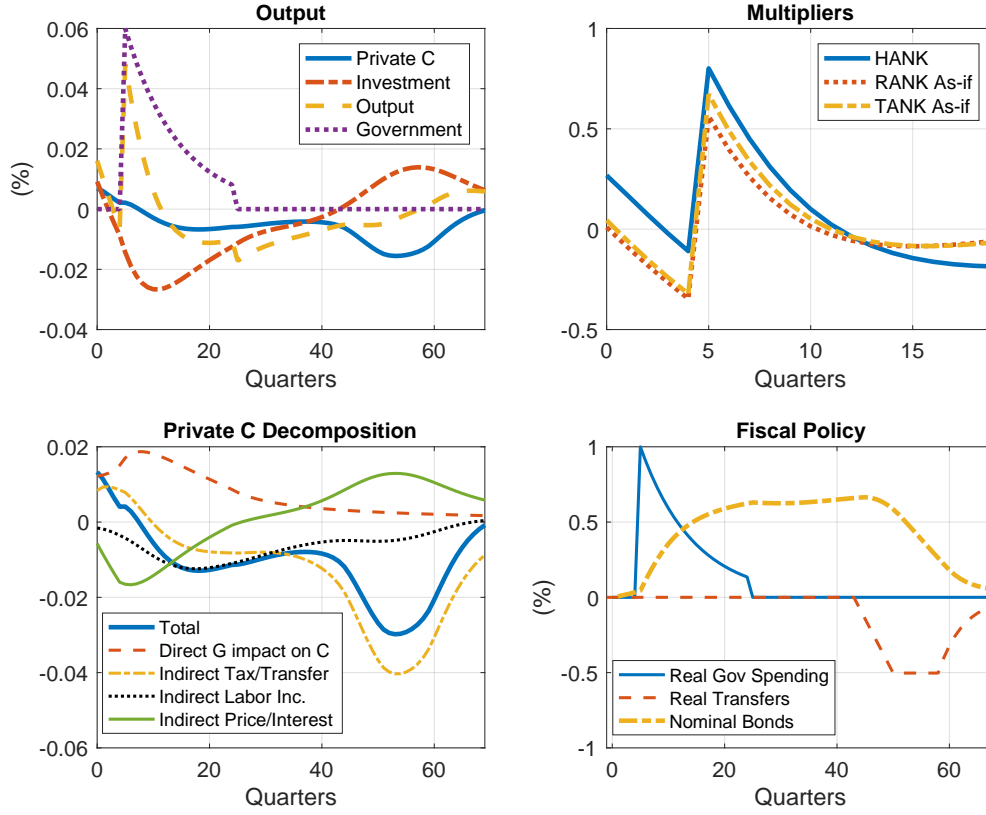 Output
0.06
0.04
0.02
0
-0.02
-0.04
(%)
0 20 40 60
Quarters
Private C
Investment
Output
Government
Multipliers
1
0.5
0
-0.5
0 5 10 15
Quarters
HANK
RANK As-if
TANK As-if
Private C Decomposition
0.02
0
-0.02
-0.04
-0.06
0 20 40 60
Quarters
Total
Direct G impact on C
Indirect Tax/Transfer
Indirect Labor Inc.
Indirect Price/Interest
Fiscal Policy
1
0.5
0
-0.5
-1
(%)
0 20 40 60
Quarters
Real Gov Spending
Real Transfers
Nominal Bonds